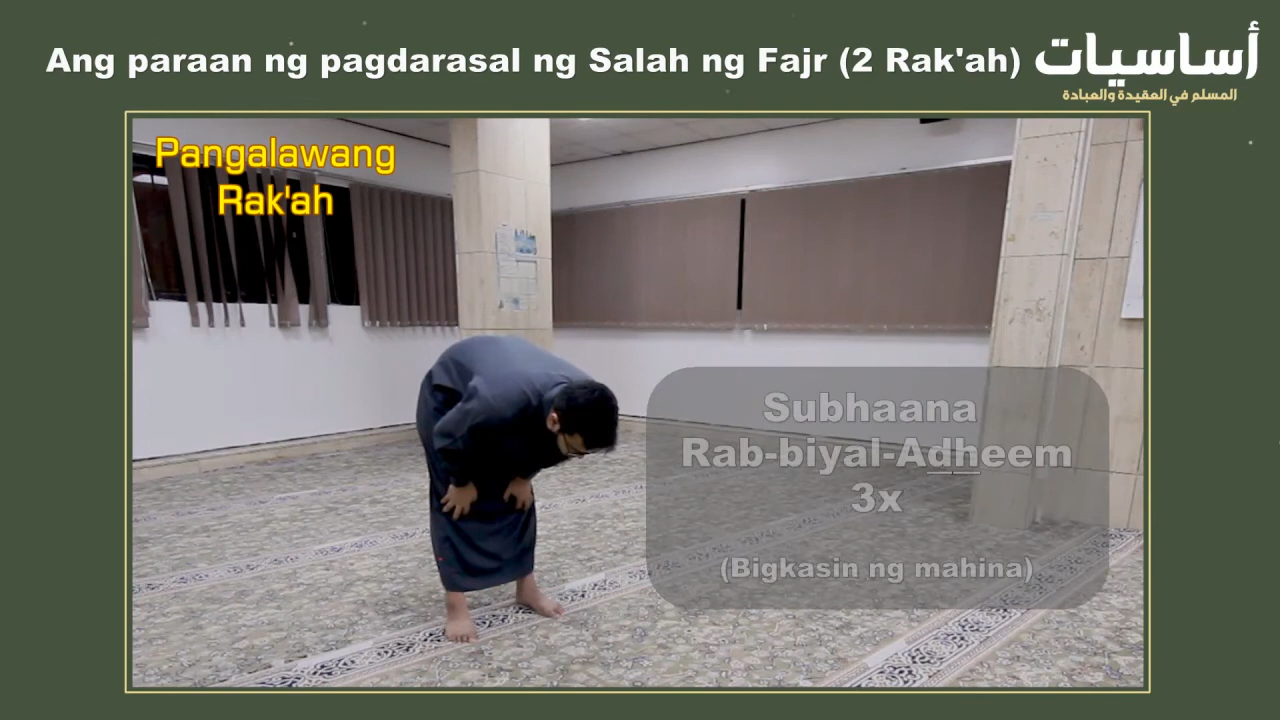 Ang paraan ng pagdarasal ng Salah ng Fajr (2 Rak'ah)
أساسيات
المسلم في العقيدة والعبادة
Pangalawang
Rak'ah
Subhaana
Rab-biyal-Adheem
3x
(Bigkasin ng mahina)